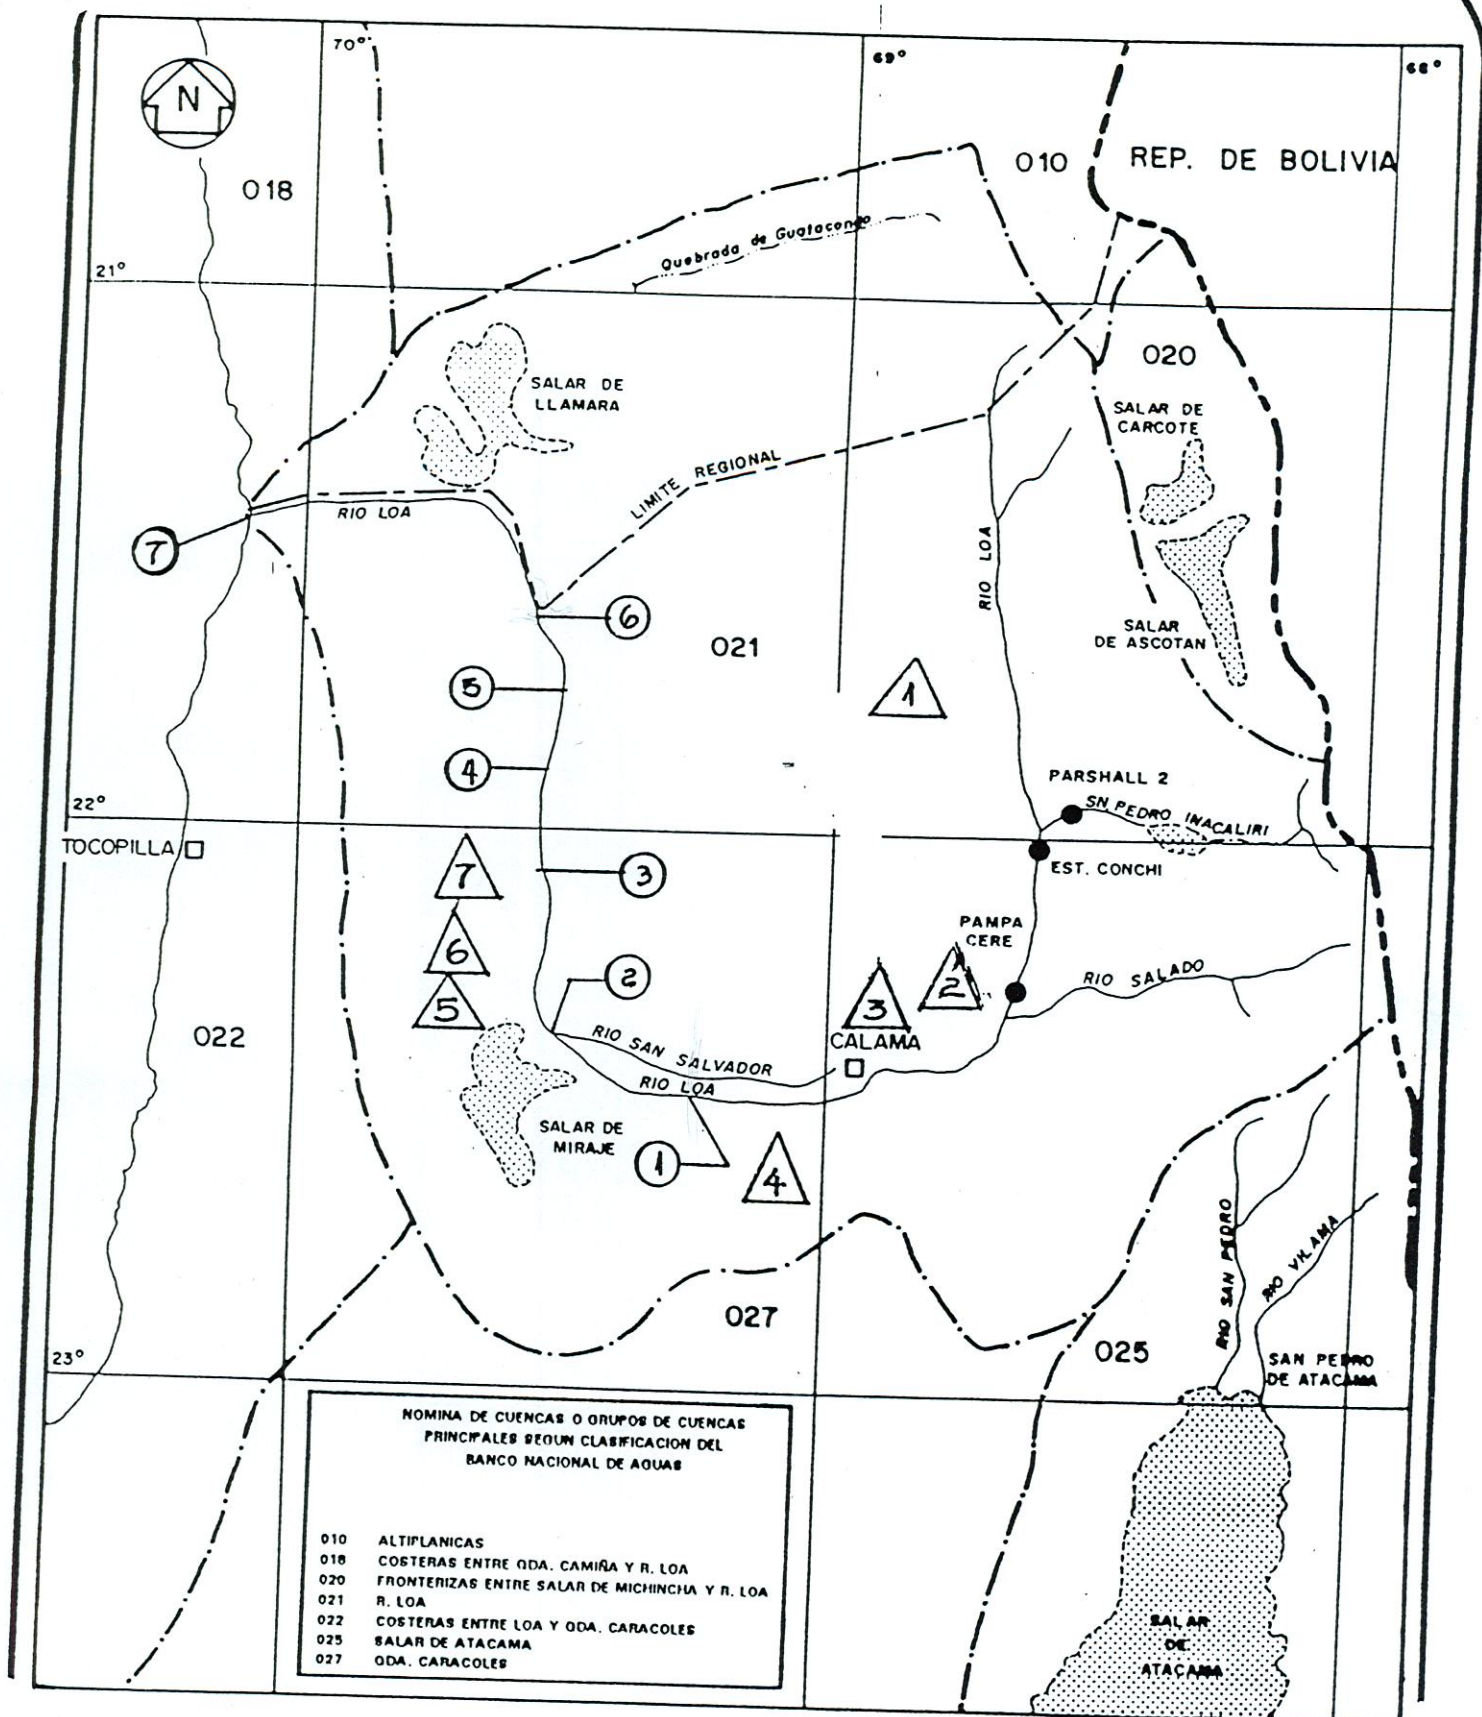 70°
69°
68°
N
018
010
REP. DE BOLIVIA
Quebrada de Guatacondo
21°
020
SALAR DE
LLAMARA
SALAR DE
CARCOTE
LIMITE REGIONAL
RIO LOA
RIO LOA
7
6
021
SALAR
DE ASCOTAN
5
1
4
PARSHALL 2
22°
SN. PEDRO INACALIRI
TOCOPILLA
7
3
EST. CONCHI
PAMPA
CERE
6
2
2
RIO SALADO
5
3
022
RIO SAN SALVADOR
CALAMA
RIO LOA
SALAR DE
MIRAJE
1
4
RIO SAN PEDRO
RIO VILAMA
027
025
23°
SAN PEDRO
DE ATACAMA
NOMINA DE CUENCAS O GRUPOS DE CUENCAS
PRINCIPALES SEGUN CLASIFICACION DEL
BANCO NACIONAL DE AGUAS
010 ALTIPLANICAS
018 COSTERAS ENTRE QDA. CAMIÑA Y R. LOA
020 FRONTERIZAS ENTRE SALAR DE MICHINCHA Y R. LOA
021 R. LOA
022 COSTERAS ENTRE LOA Y QDA. CARACOLES
025 SALAR DE ATACAMA
027 QDA. CARACOLES
SALAR
DE
ATACAMA